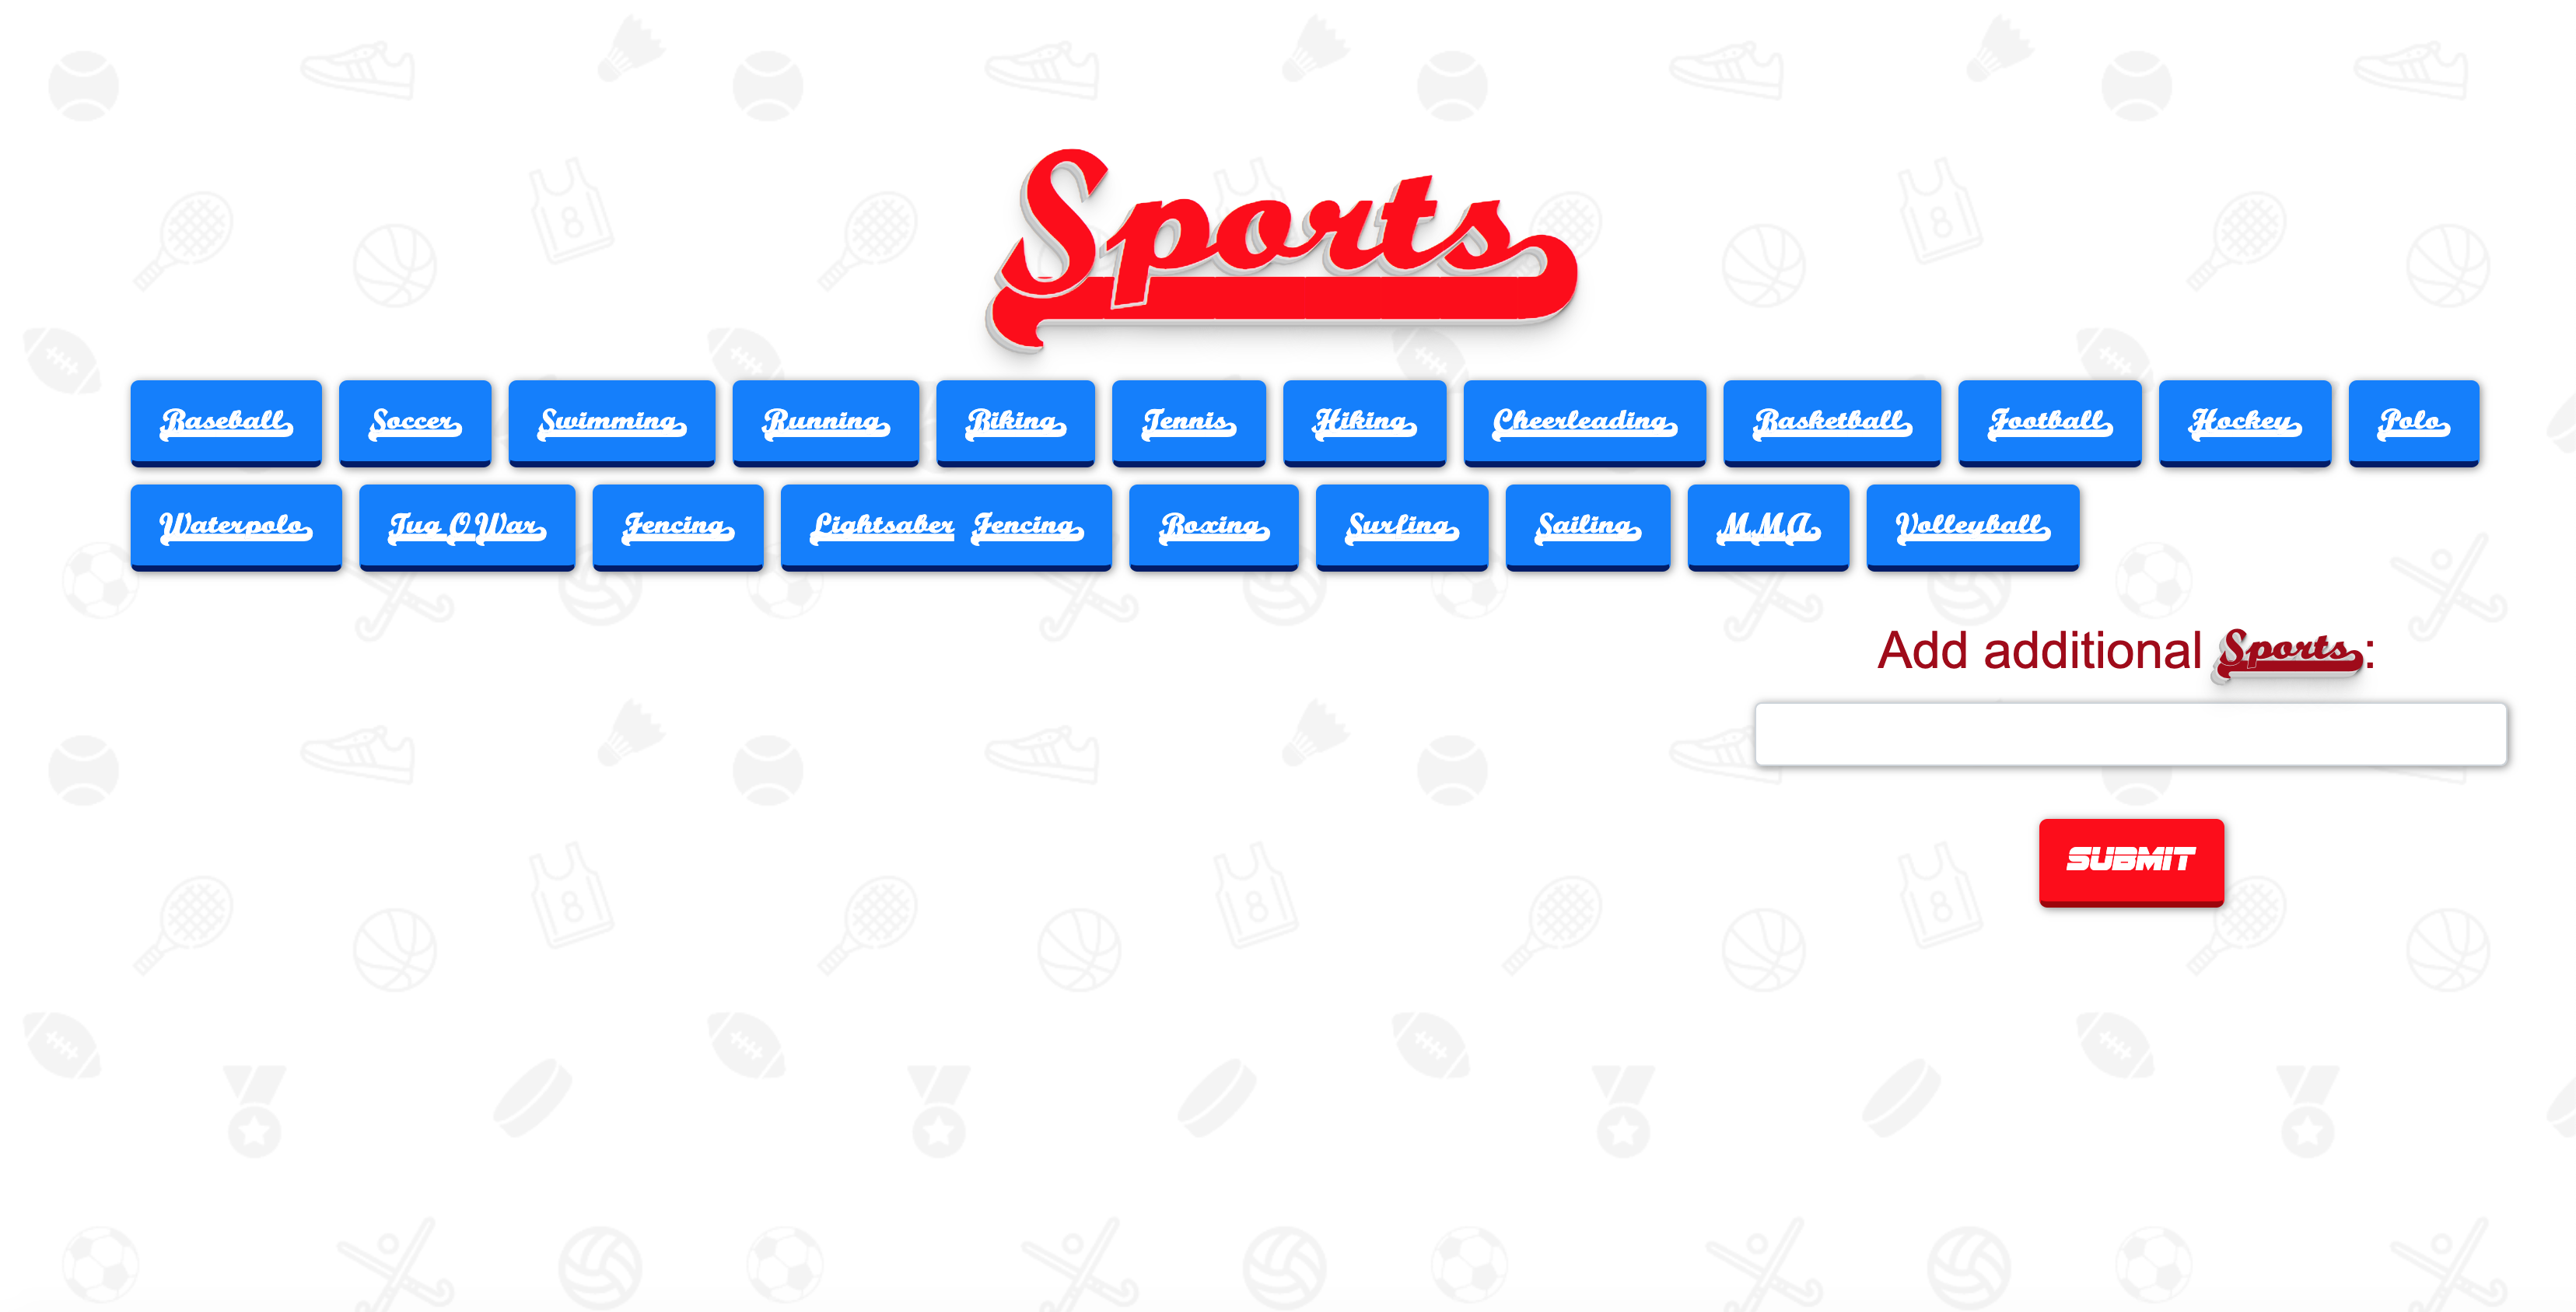 Sports
Baseball Soccer Swimming Running Biking Tennis Hiking Cheerleading Basketball Football Hockey Polo
Waterpolo Tug O War Fencing Lightsaber Fencing Boxing Surfing Sailing MMA Volleyball
Add additional Sports:
SUBMIT